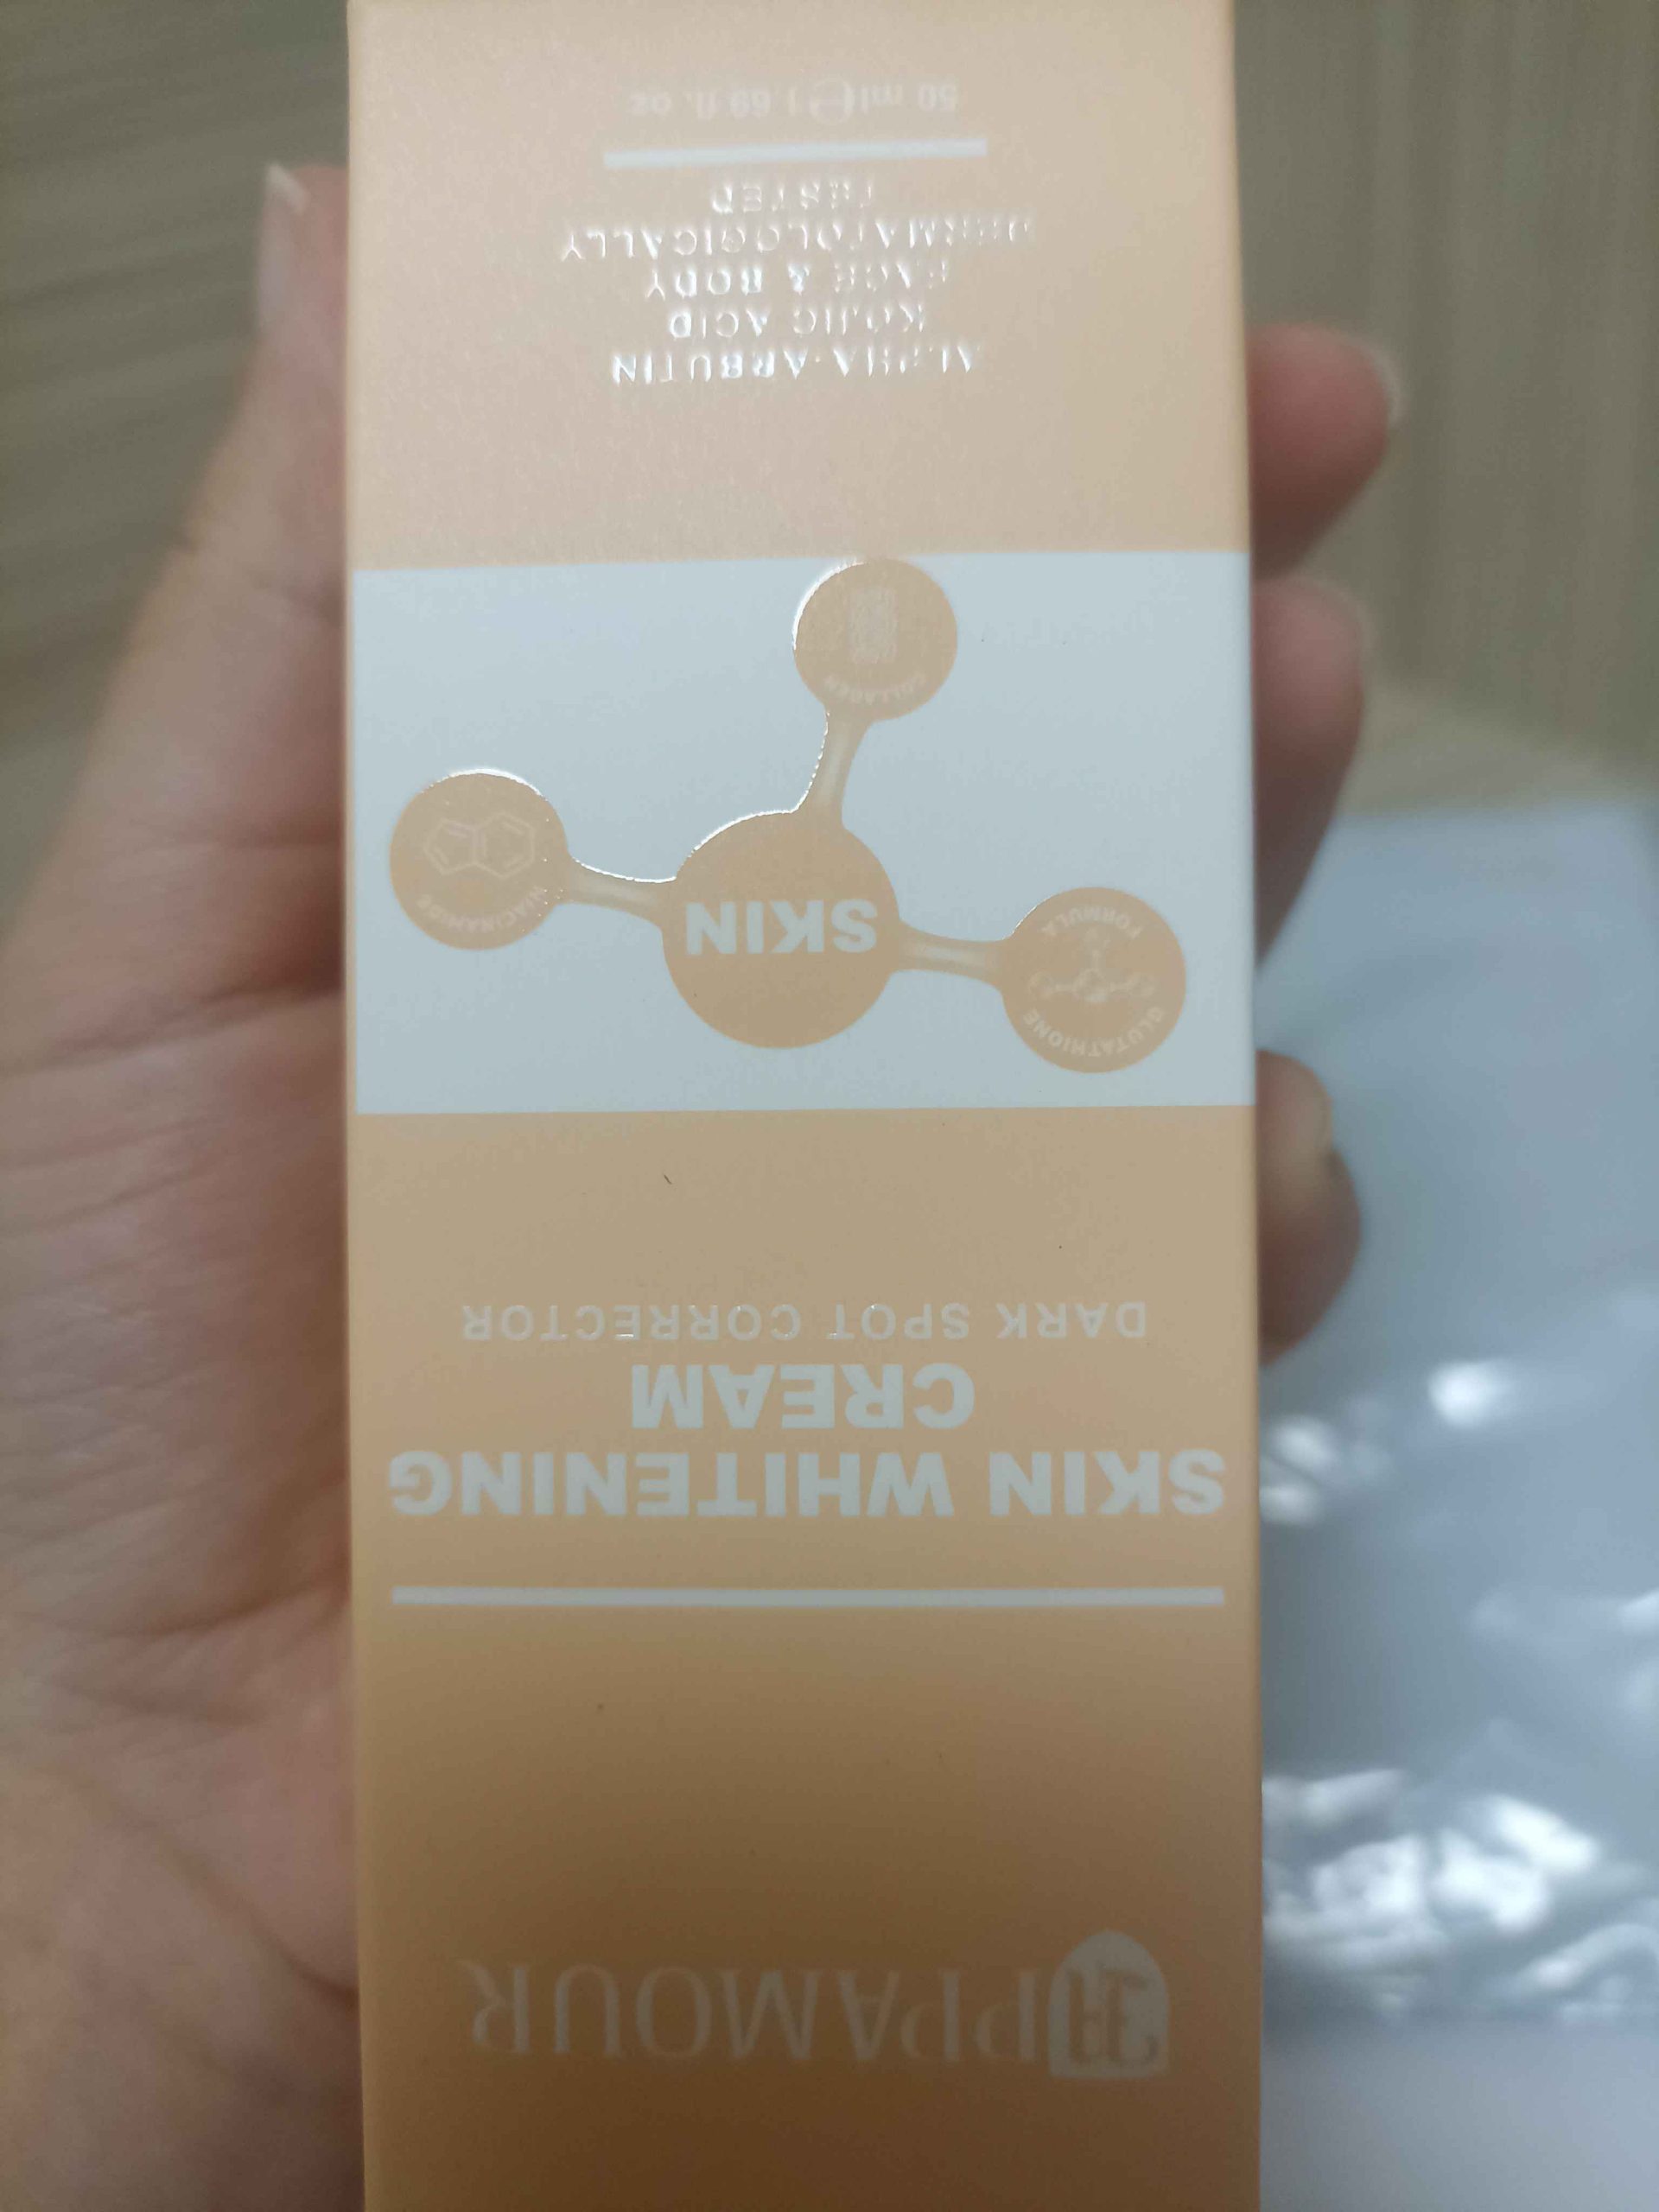 PPAMOUR
SKIN WHITENING
CREAM
DARK SPOT CORRECTOR
GLUTATHIONE
FORMULA
SKIN
NIACINAMIDE
COLLAGEN
ALPHA-ARBUTIN
KOJIC ACID
FACE & BODY
DERMATOLOGICALLY
TESTED
50 ml ℮ 1.69 fl. oz